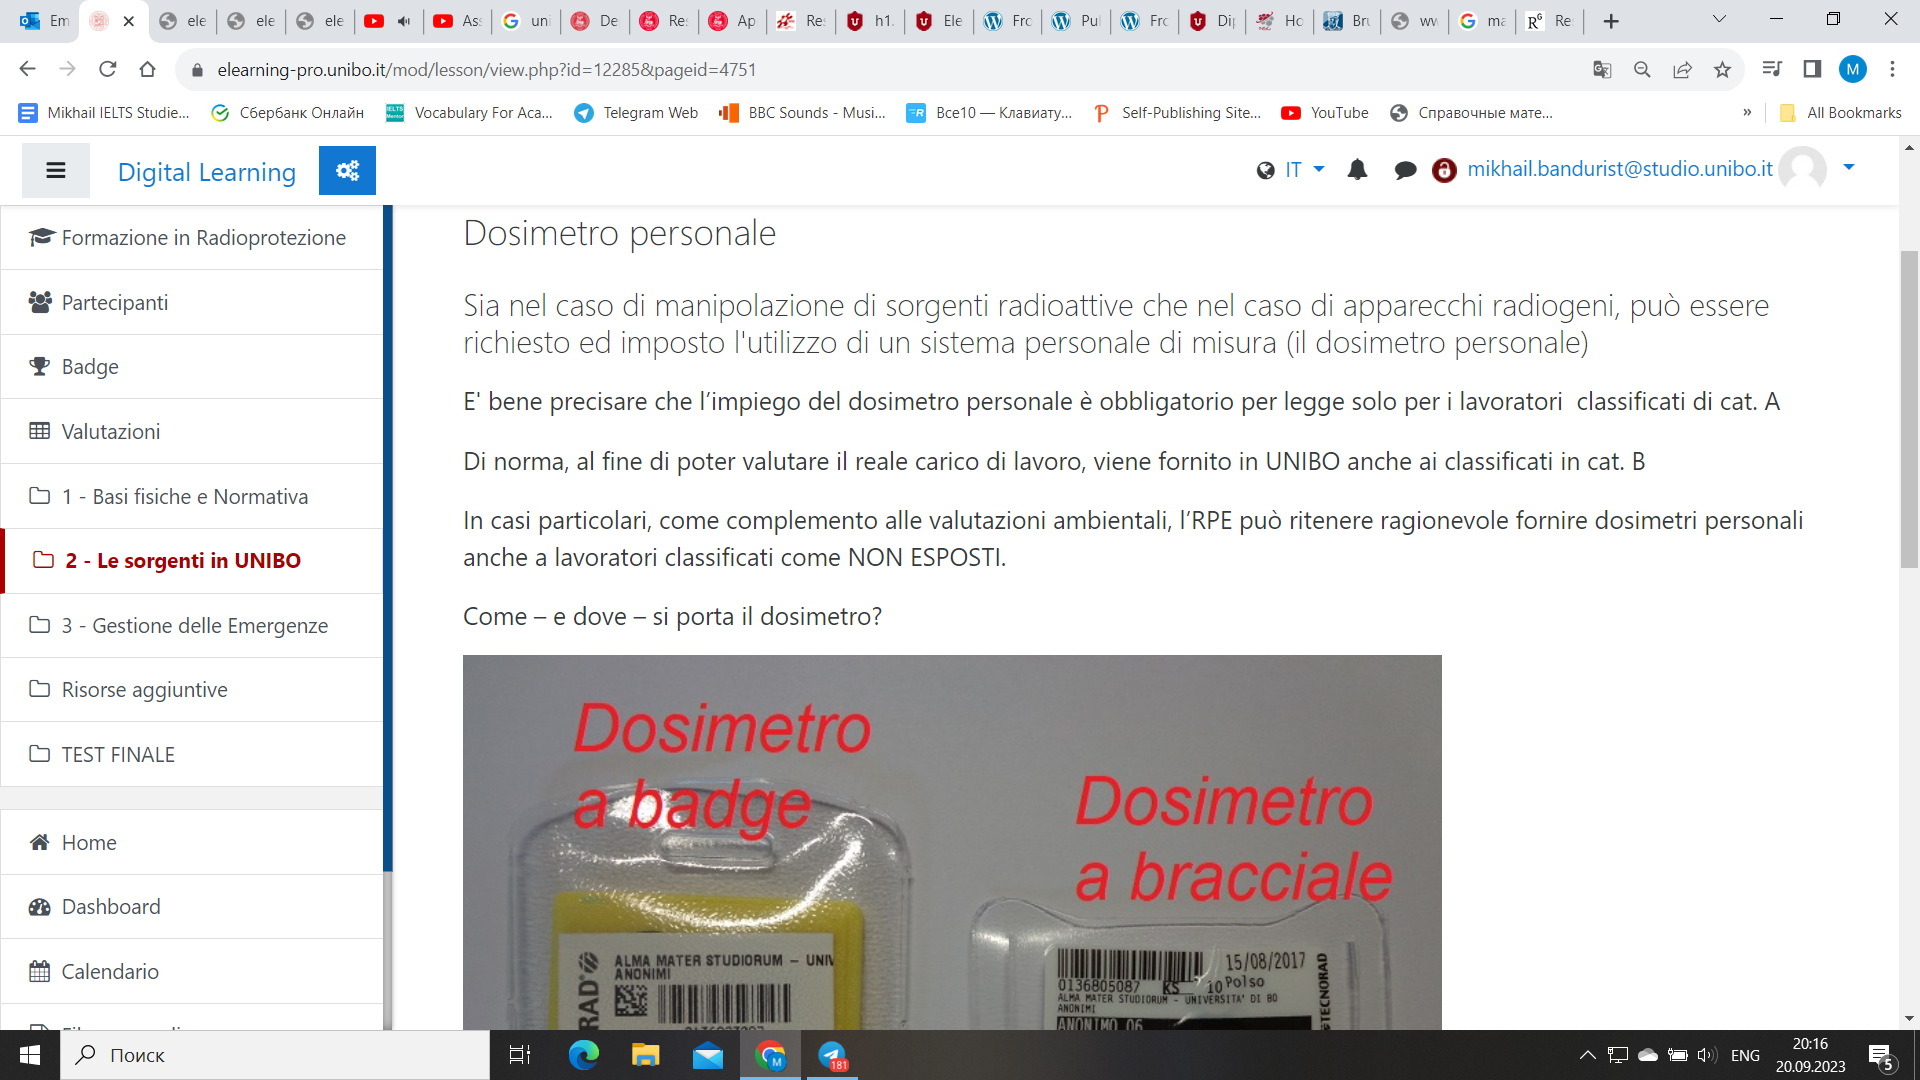 Em
ele
ele
ele
Ass
uni
De
Res
Ap
Res
h1.
Ele
Fro
Pul
Fro
Dip
Ho
Bru
ww
ma
Re
elearning-pro.unibo.it/mod/lesson/view.php?id=12285&pageid=4751
M
Mikhail IELTS Studie...
Сбербанк Онлайн
Vocabulary For Aca...
Telegram Web
BBC Sounds - Musi...
Все10 — Клавиату...
Self-Publishing Site...
YouTube
Справочные мате...
» All Bookmarks
Digital Learning
IT
mikhail.bandurist@studio.unibo.it
Formazione in Radioprotezione
Partecipanti
Badge
Valutazioni
1 - Basi fisiche e Normativa
2 - Le sorgenti in UNIBO
3 - Gestione delle Emergenze
Risorse aggiuntive
TEST FINALE
Home
Dashboard
Calendario
Dosimetro personale
Sia nel caso di manipolazione di sorgenti radioattive che nel caso di apparecchi radiogeni, può essere
richiesto ed imposto l'utilizzo di un sistema personale di misura (il dosimetro personale)
E' bene precisare che l’impiego del dosimetro personale è obbligatorio per legge solo per i lavoratori  classificati di cat. A
Di norma, al fine di poter valutare il reale carico di lavoro, viene fornito in UNIBO anche ai classificati in cat. B
In casi particolari, come complemento alle valutazioni ambientali, l’RPE può ritenere ragionevole fornire dosimetri personali
anche a lavoratori classificati come NON ESPOSTI.
Come – e dove – si porta il dosimetro?
Dosimetro
a badge
ALMA MATER STUDIORUM – UNIV
ANONIMI
RAD®
Dosimetro
a bracciale
15/08/2017
0136805087 KS 10 Polso
ALMA MATER STUDIORUM - UNIVERSITA' DI BO
ANONIMI
ANONIMO 06
TECNORAD
Поиск
M
181
ENG
20:16
20.09.2023
5